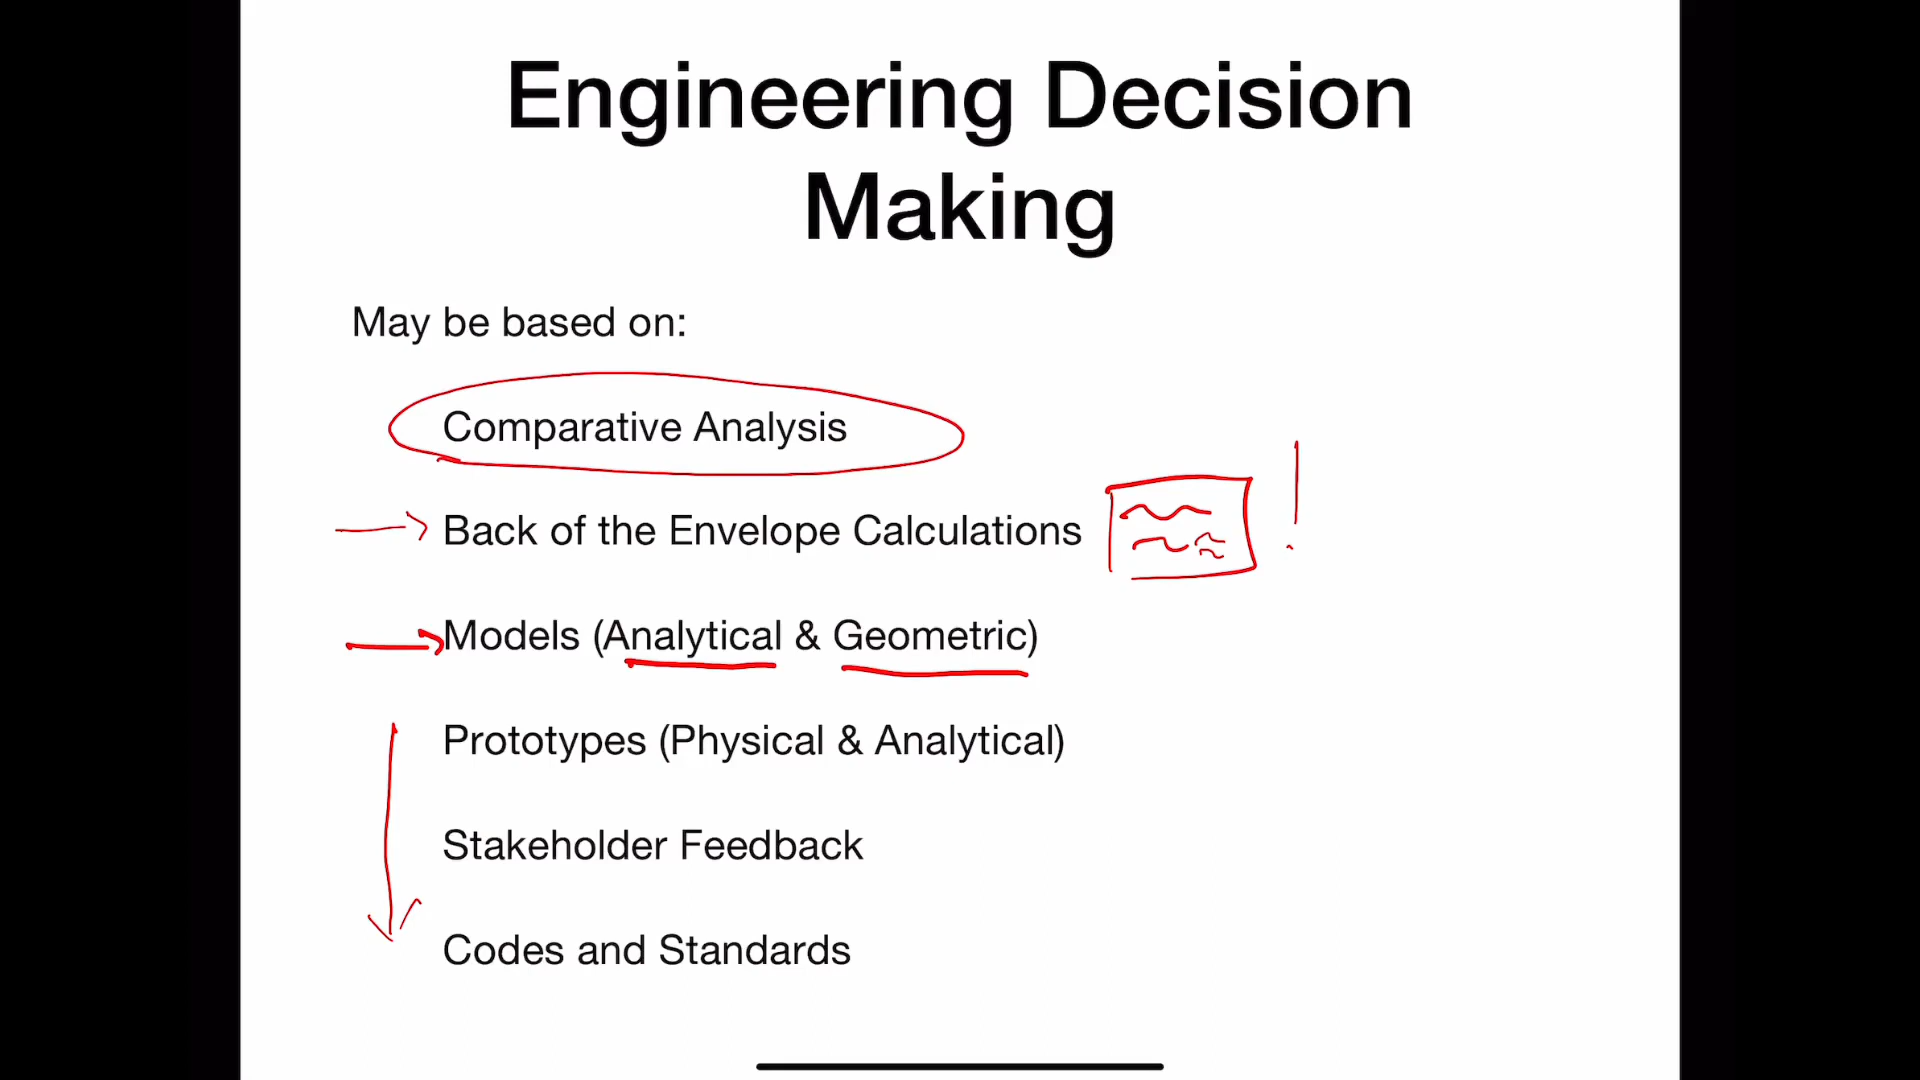 Engineering Decision
Making
May be based on:
Comparative Analysis
Back of the Envelope Calculations
!
Models (Analytical & Geometric)
Prototypes (Physical & Analytical)
Stakeholder Feedback
Codes and Standards